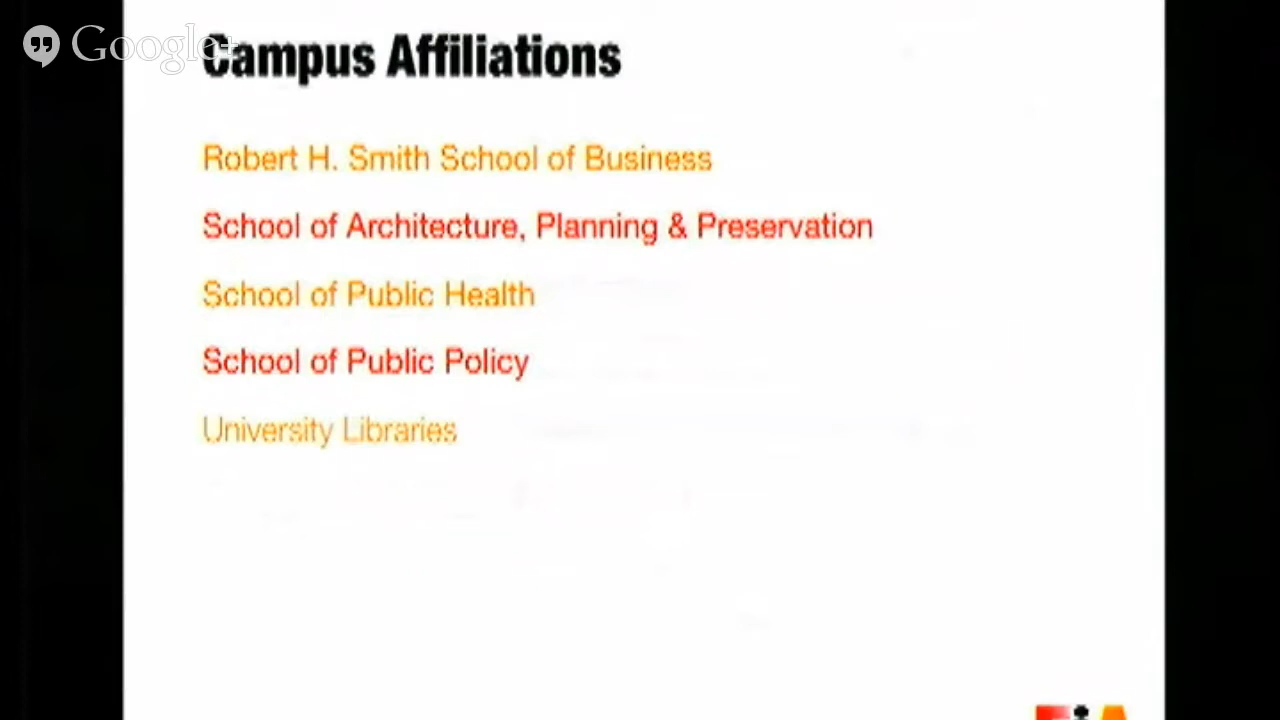 Google+
Campus Affiliations
Robert H. Smith School of Business
School of Architecture, Planning & Preservation
School of Public Health
School of Public Policy
University Libraries